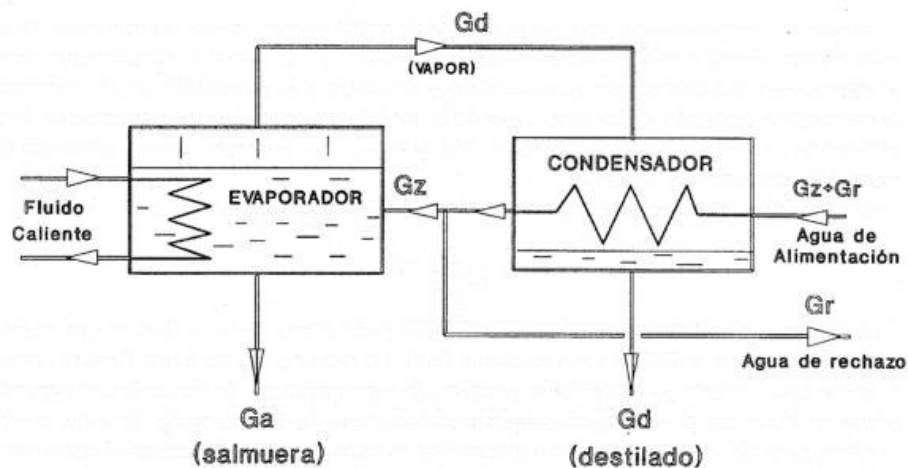 Gd
(VAPOR)
CONDENSADOR
EVAPORADOR
Gz
Gz+Gr
Fluido
Caliente
Agua de
Alimentación
Gr
Agua de rechazo
Ga
(salmuera)
Gd
(destilado)